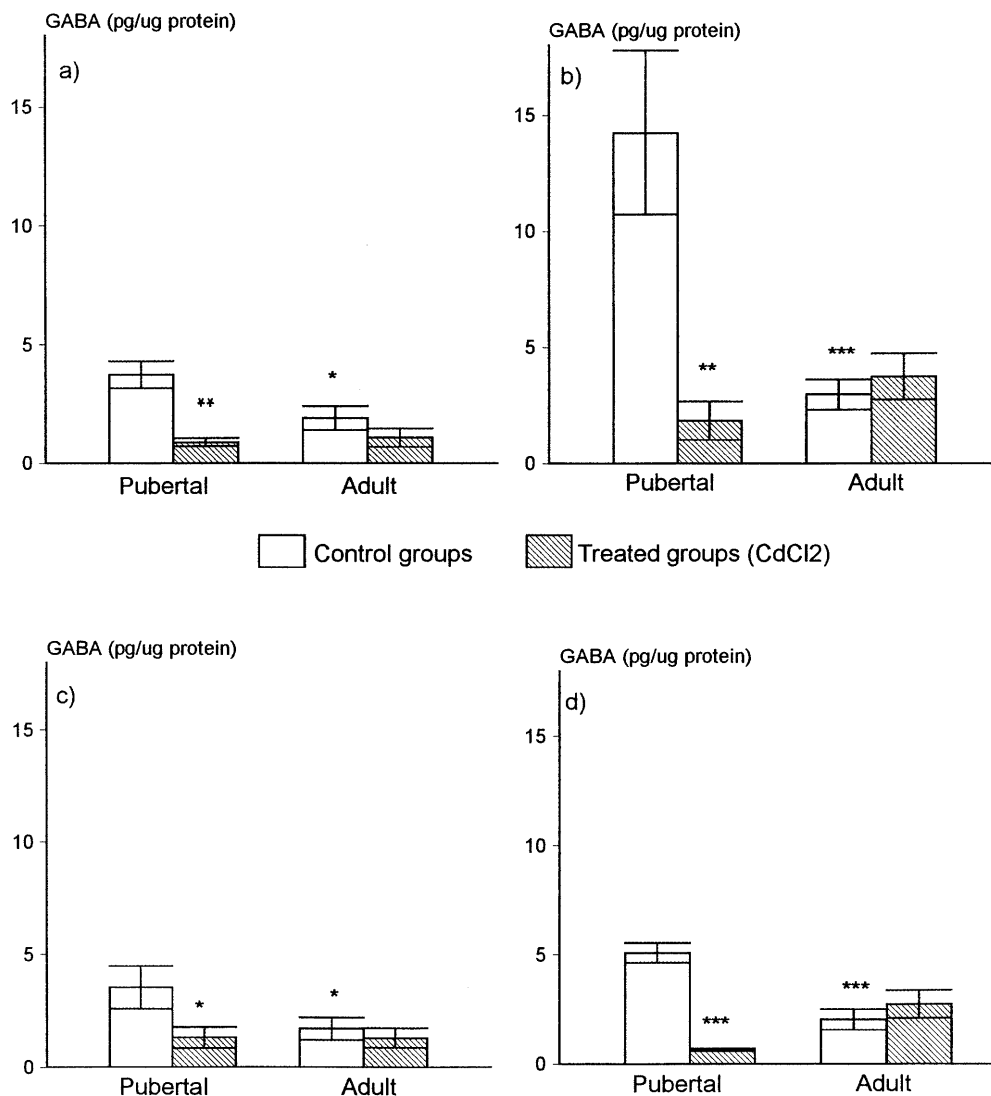 GABA (pg/ug protein)
a)
15
10
5
0
**
*
Pubertal
Adult
GABA (pg/ug protein)
b)
15
10
5
0
**
***
Pubertal
Adult
Control groups
Treated groups (CdCl2)
GABA (pg/ug protein)
c)
15
10
5
0
*
*
Pubertal
Adult
GABA (pg/ug protein)
d)
15
10
5
0
***
***
Pubertal
Adult